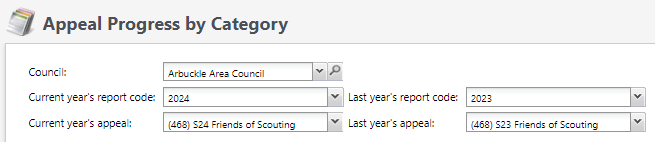 Appeal Progress by Category
Council: Arbuckle Area Council
Current year's report code: 2024 Last year's report code: 2023
Current year's appeal: (468) S24 Friends of Scouting Last year's appeal: (468) S23 Friends of Scouting